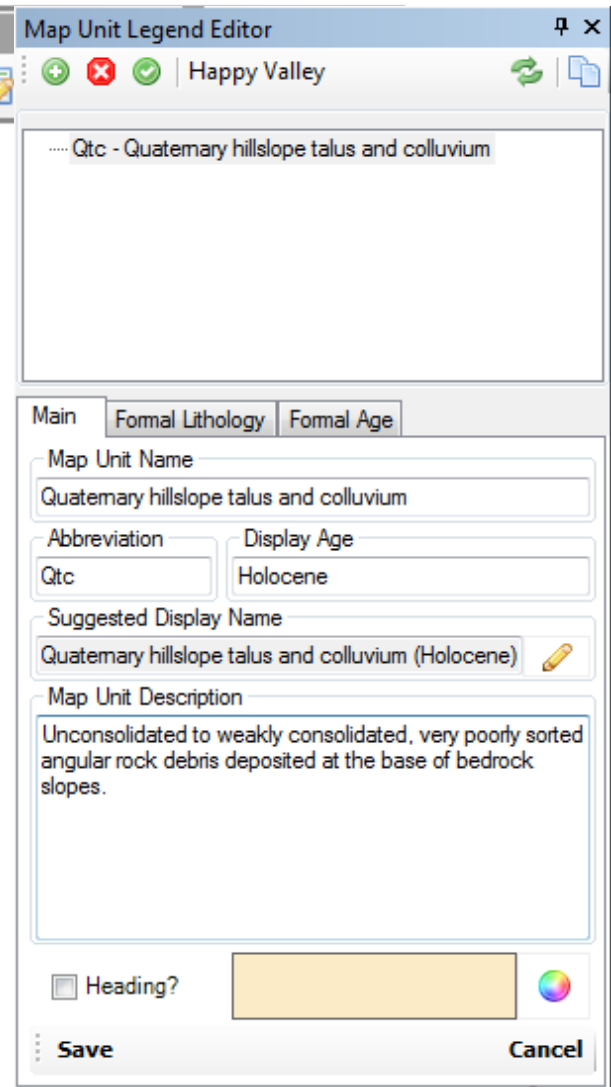 Map Unit Legend Editor
Happy Valley
Qtc - Quaternary hillslope talus and colluvium
Main Formal Lithology Formal Age
Map Unit Name
Quaternary hillslope talus and colluvium
Abbreviation Display Age
Qtc Holocene
Suggested Display Name
Quaternary hillslope talus and colluvium (Holocene)
Map Unit Description
Unconsolidated to weakly consolidated, very poorly sorted
angular rock debris deposited at the base of bedrock
slopes.
Heading?
Save Cancel